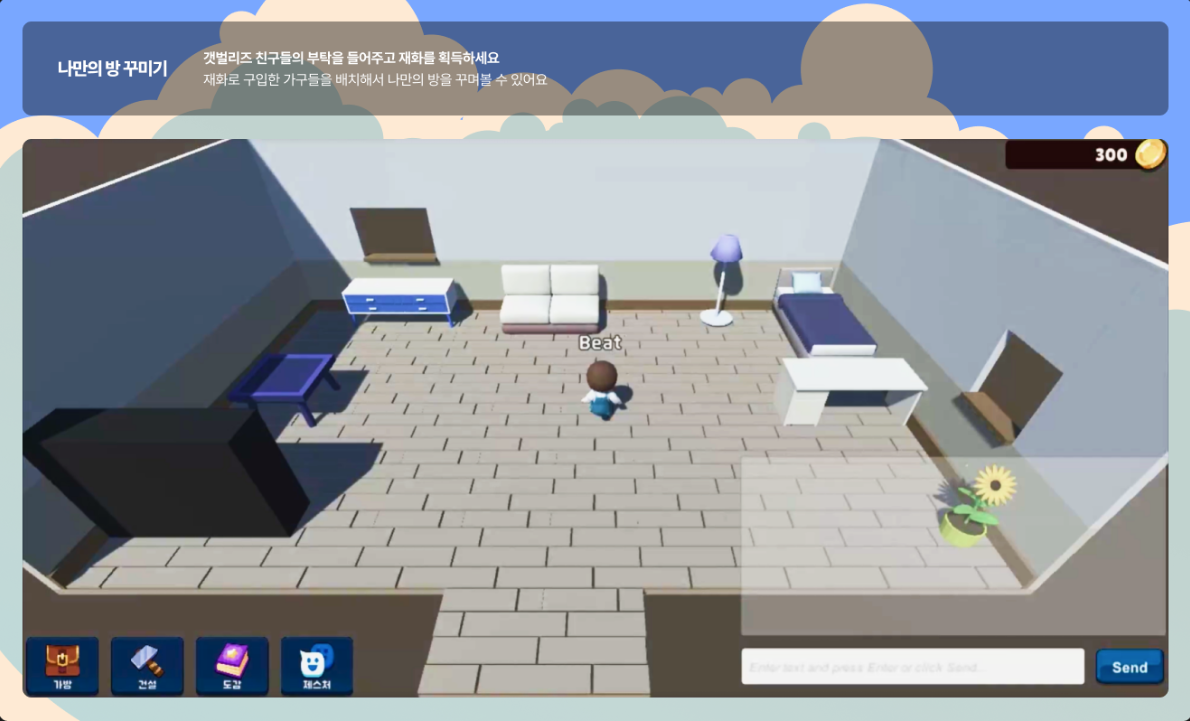 나만의 방 꾸미기
갯벌리즈 친구들의 부탁을 들어주고 재화를 획득하세요
재화로 구입한 가구들을 배치해서 나만의 방을 꾸며볼 수 있어요
300
Beat
Enter text and press Enter or click Send...
Send
가방
건설
도감
제스처